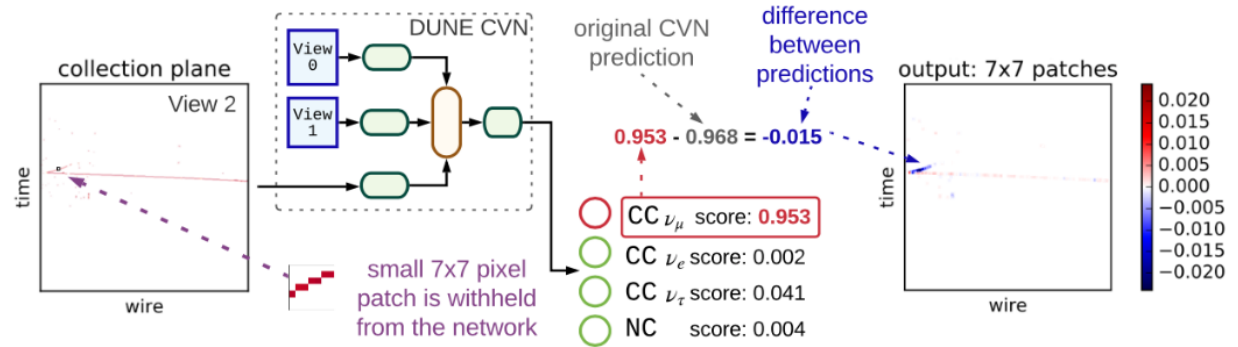 DUNE CVN
View
0
View
1
collection plane
View 2
time
wire
small 7x7 pixel
patch is withheld
from the network
original CVN
prediction
difference
between
predictions
0.953 - 0.968 = -0.015
CC νμ score: 0.953
CC νe score: 0.002
CC ντ score: 0.041
NC score: 0.004
output: 7x7 patches
time
wire
0.020
0.015
0.010
0.005
0.000
−0.005
−0.010
−0.015
−0.020